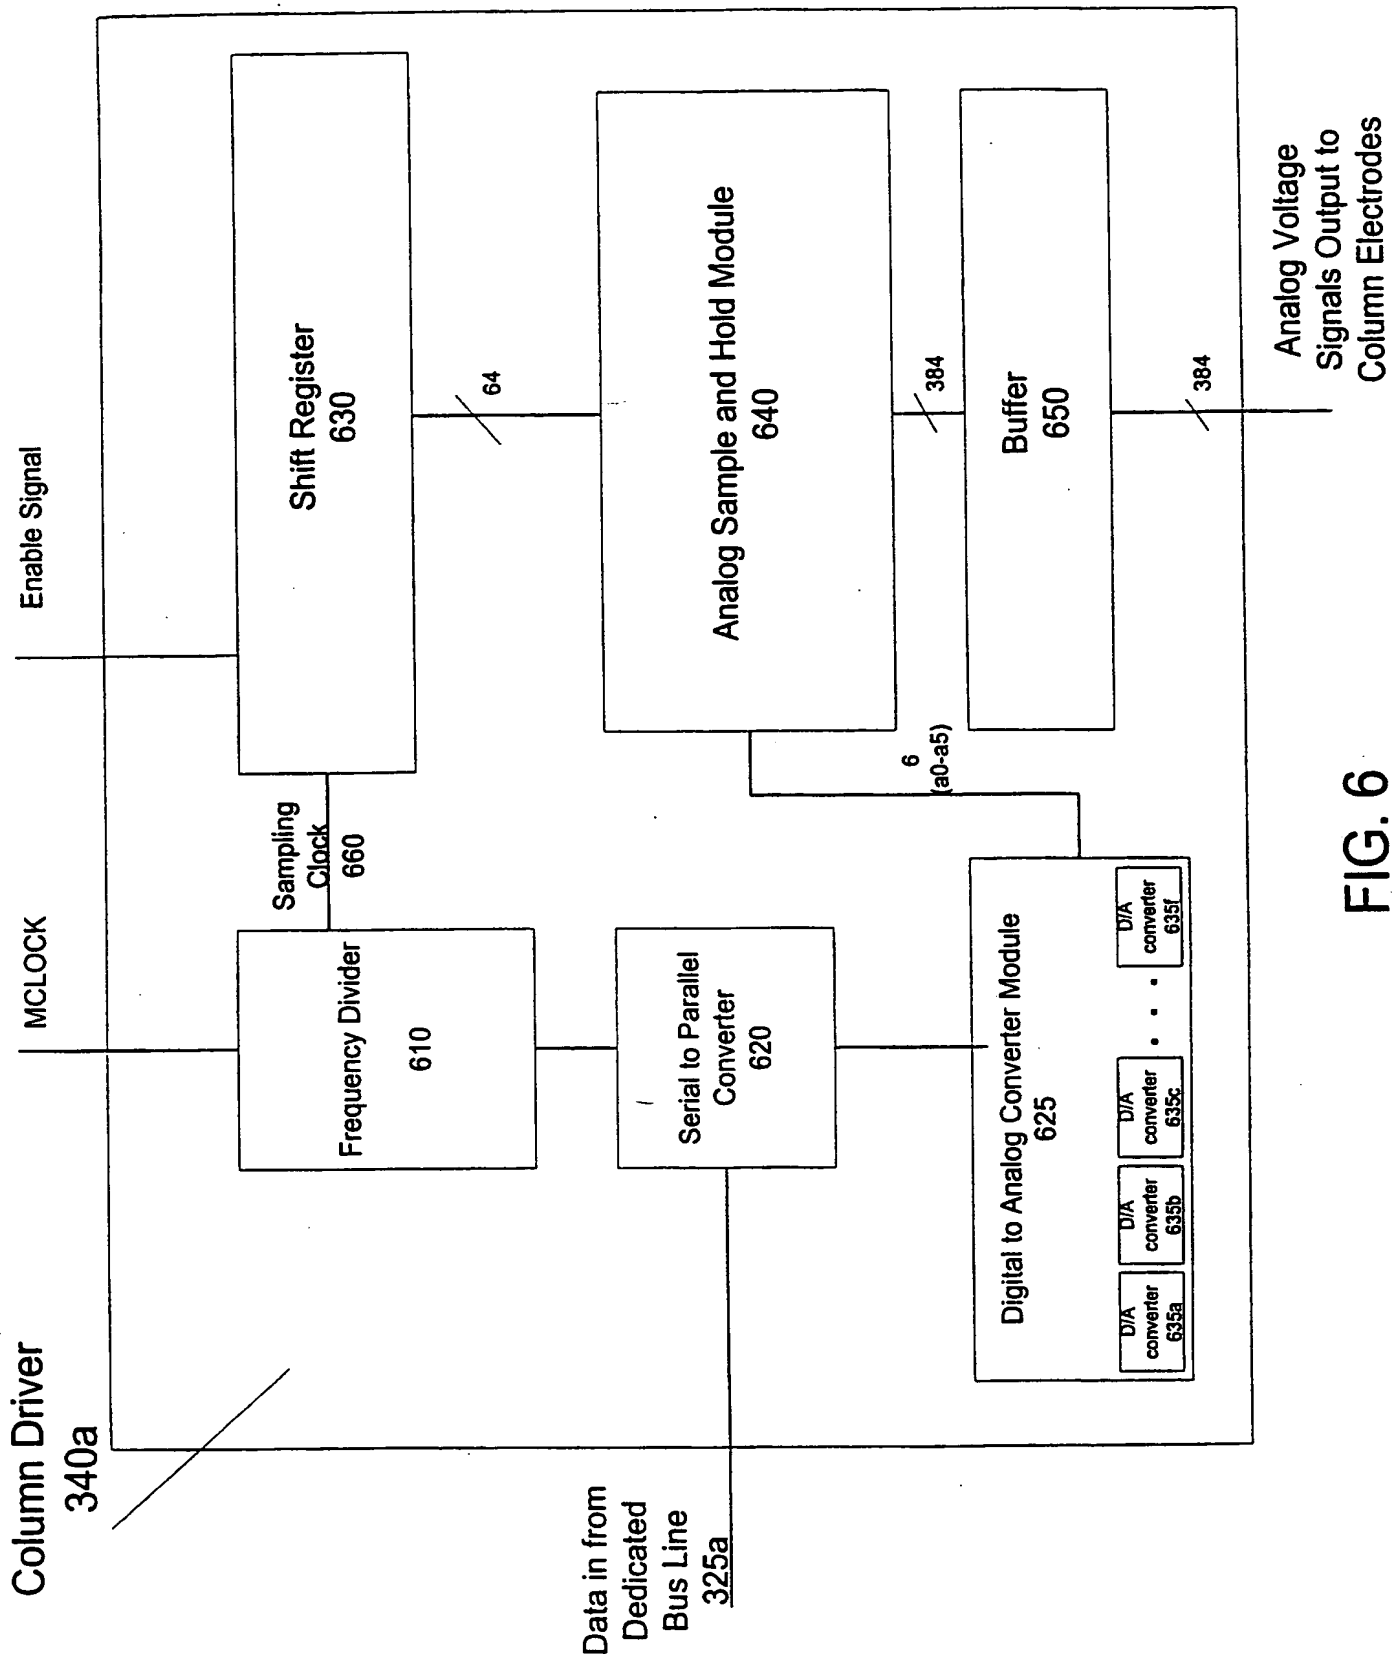 Column Driver
340a
MCLOCK
Enable Signal
Frequency Divider
610
Sampling
Clock
660
Shift Register
630
64
Data in from
Dedicated
Bus Line
325a
Serial to Parallel
Converter
620
Analog Sample and Hold Module
640
6
(a0-a5)
384
Digital to Analog Converter Module
625
D/A
converter
635a
D/A
converter
635b
D/A
converter
635c
. . . .
D/A
converter
635f
Buffer
650
384
Analog Voltage
Signals Output to
Column Electrodes
FIG. 6